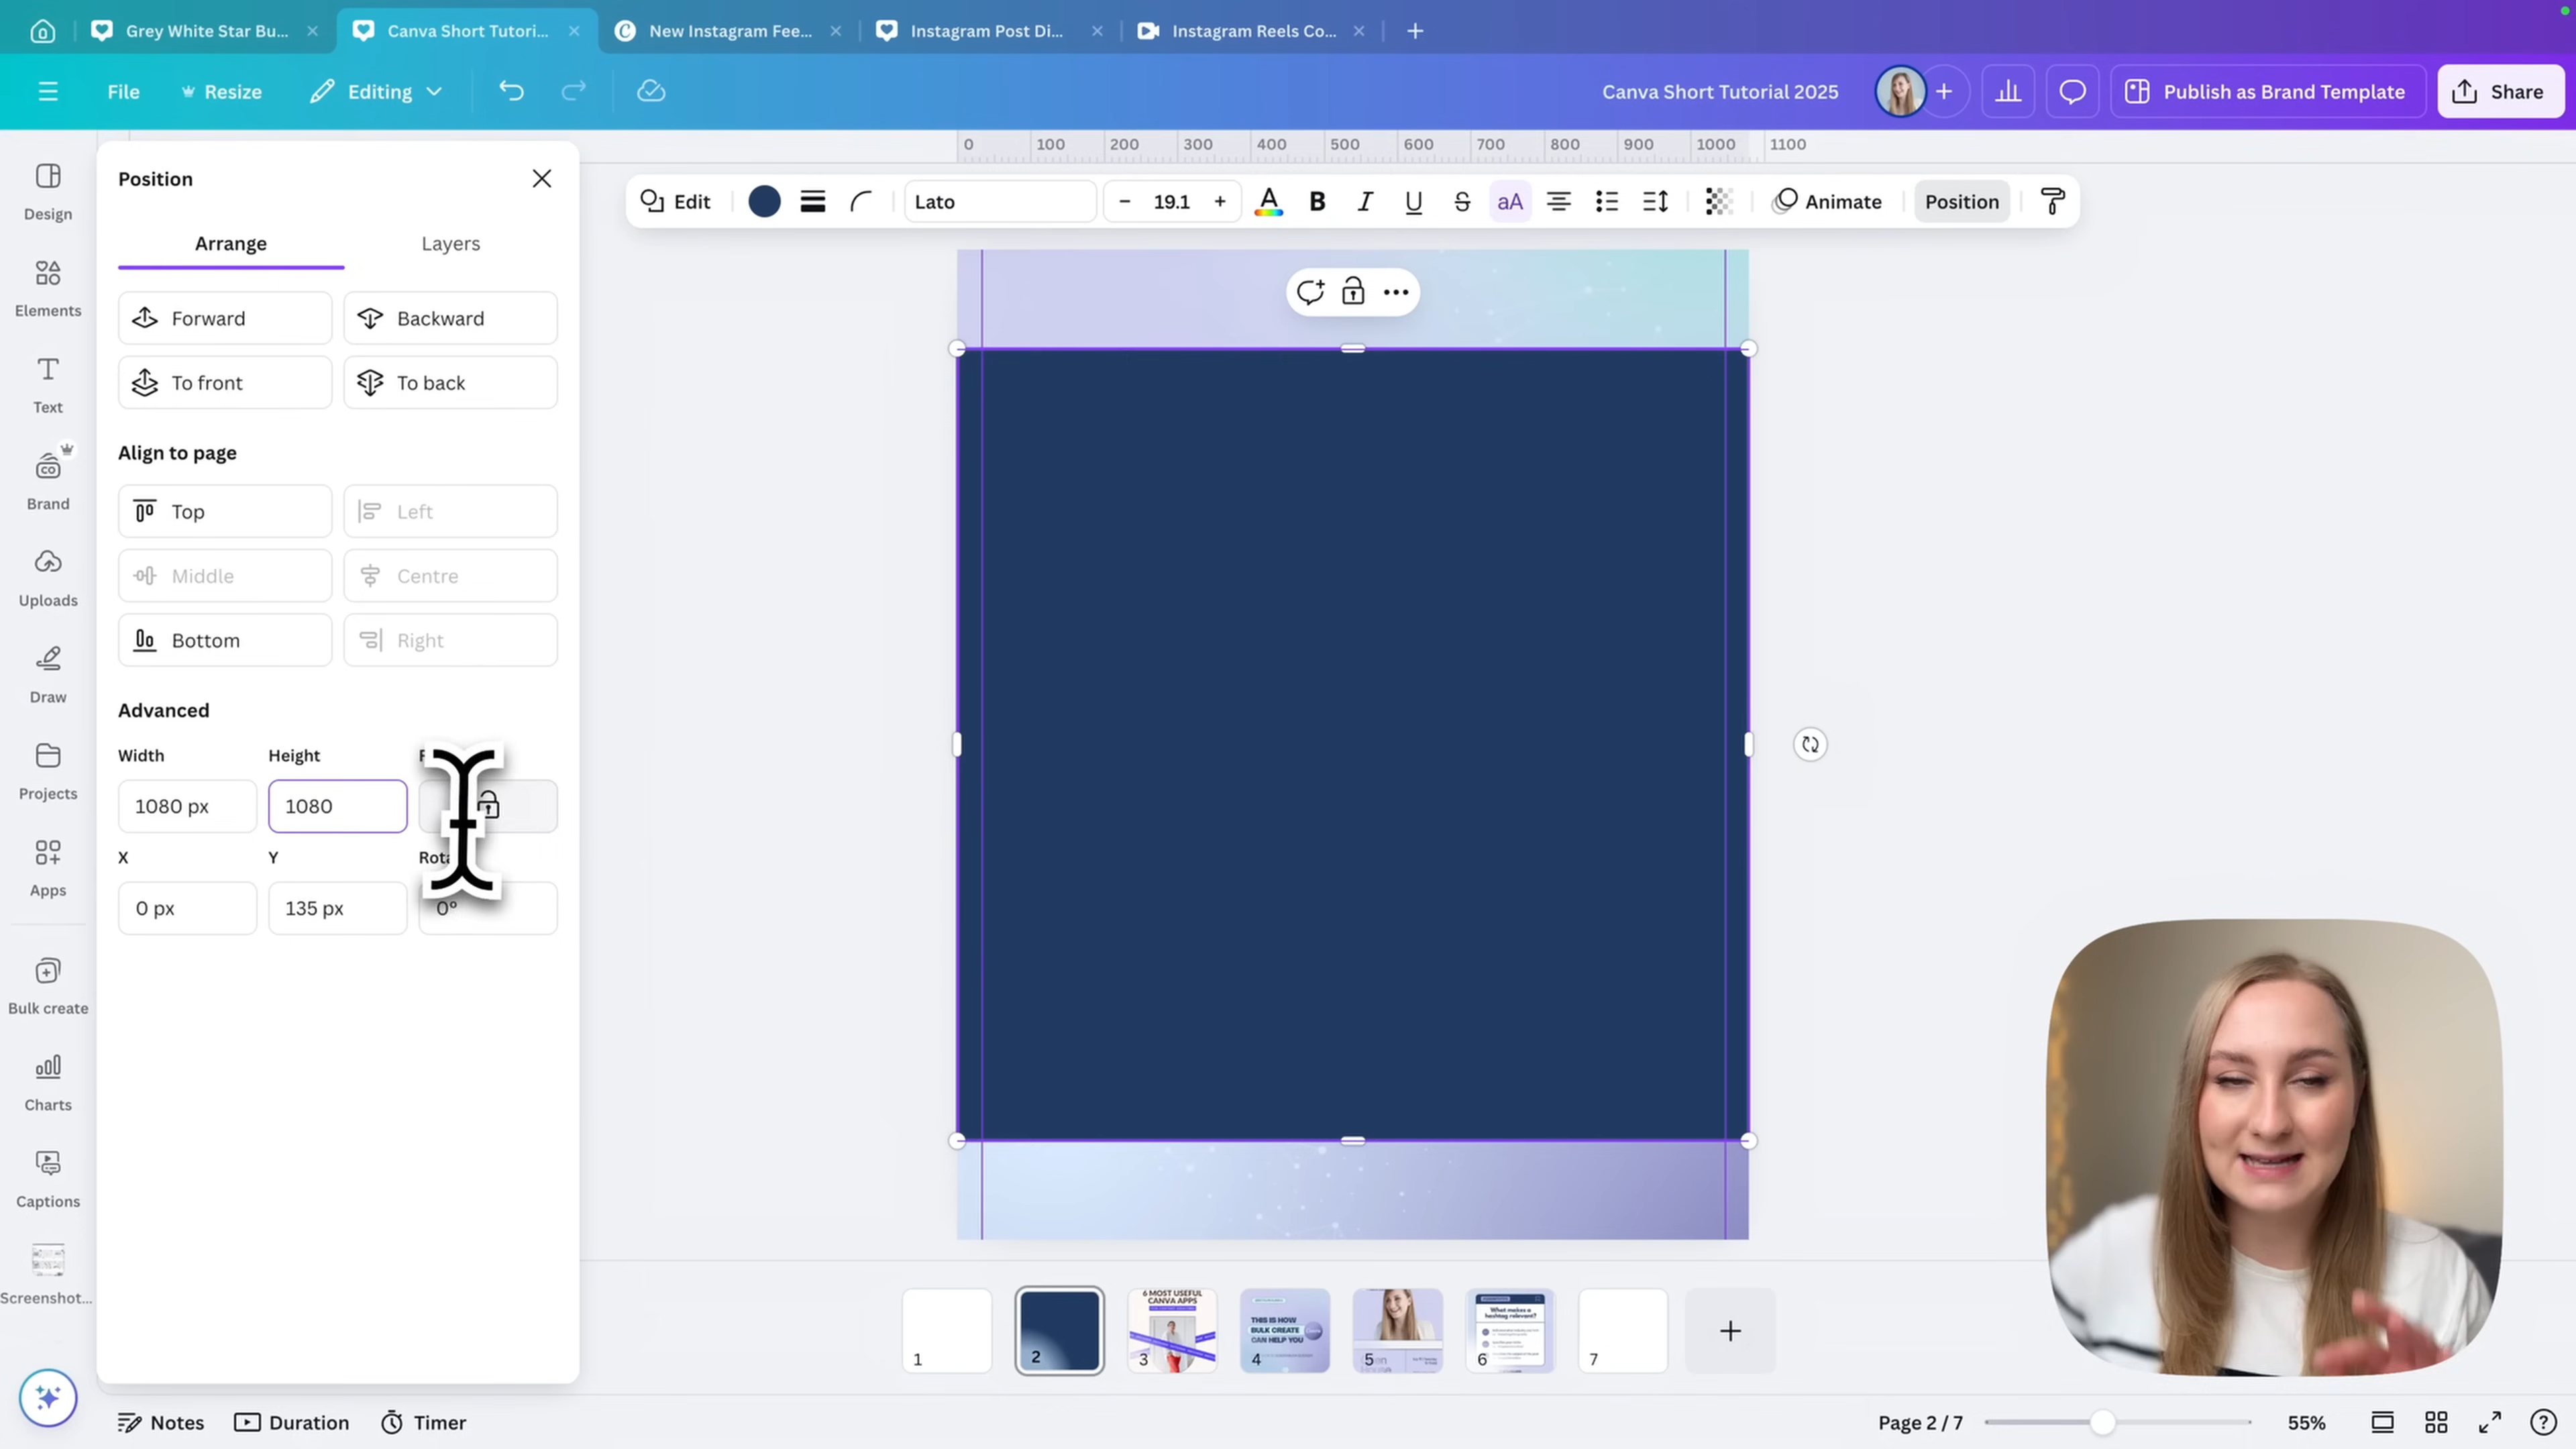 Grey White Star Bu...
Canva Short Tutori...
New Instagram Fee...
Instagram Post Di...
Instagram Reels Co...
File
Resize
Editing
Canva Short Tutorial 2025
Publish as Brand Template
Share
0 100 200 300 400 500 600 700 800 900 1000 1100
Edit
Lato
– 19.1 +
A B I U S aA
Animate
Position
Design
Elements
Text
Brand
Uploads
Draw
Projects
Apps
Bulk create
Charts
Captions
Screenshot...
Position
Arrange
Layers
Forward
Backward
To front
To back
Align to page
Top
Left
Middle
Centre
Bottom
Right
Advanced
Width
Height
1080 px
1080
X
Y
0 px
135 px
0°
1
2
6 MOST USEFUL
CANVA APPS
3
THIS IS HOW
BULK CREATE
CAN HELP YOU
4
5
What makes a
hashtag relevant?
6
7
Notes
Duration
Timer
Page 2 / 7
55%